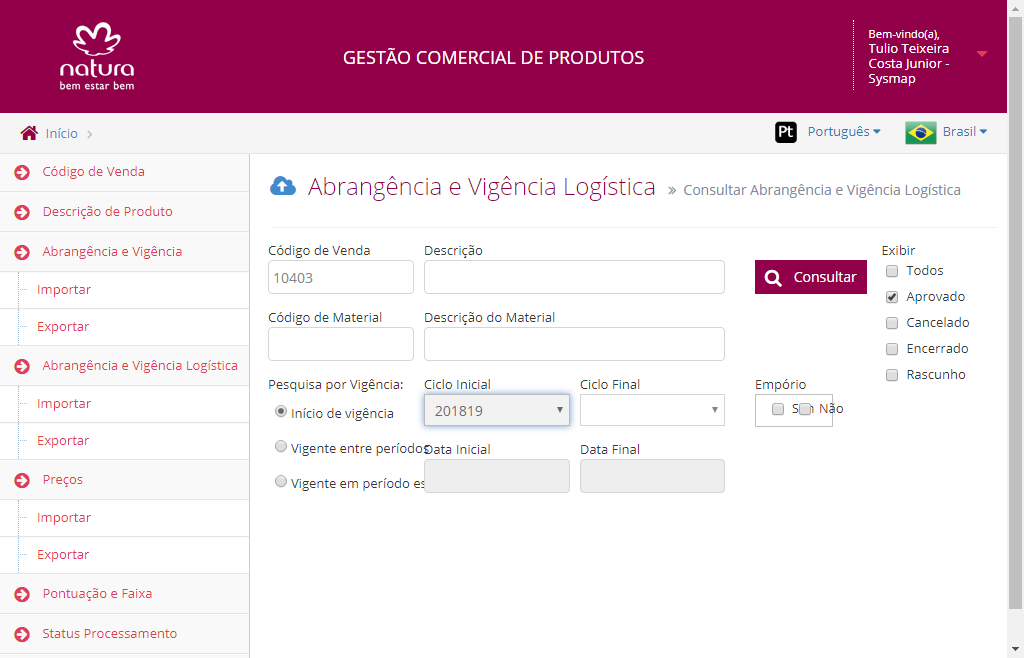 natura
bem estar bem
GESTÃO COMERCIAL DE PRODUTOS
Bem-vindo(a),
Tulio Teixeira
Costa Junior -
Sysmap
Início
Pt Português
Brasil
Código de Venda
Descrição de Produto
Abrangência e Vigência
Importar
Exportar
Abrangência e Vigência Logística
Importar
Exportar
Preços
Importar
Exportar
Pontuação e Faixa
Status Processamento
Abrangência e Vigência Logística » Consultar Abrangência e Vigência Logística
Código de Venda
Descrição
10403
Consultar
Exibir
Todos
Aprovado
Cancelado
Encerrado
Rascunho
Código de Material
Descrição do Material
Pesquisa por Vigência:
Ciclo Inicial
Ciclo Final
Empório
Início de vigência
201819
Não
Vigente entre períodos
Data Inicial
Data Final
Vigente em período es